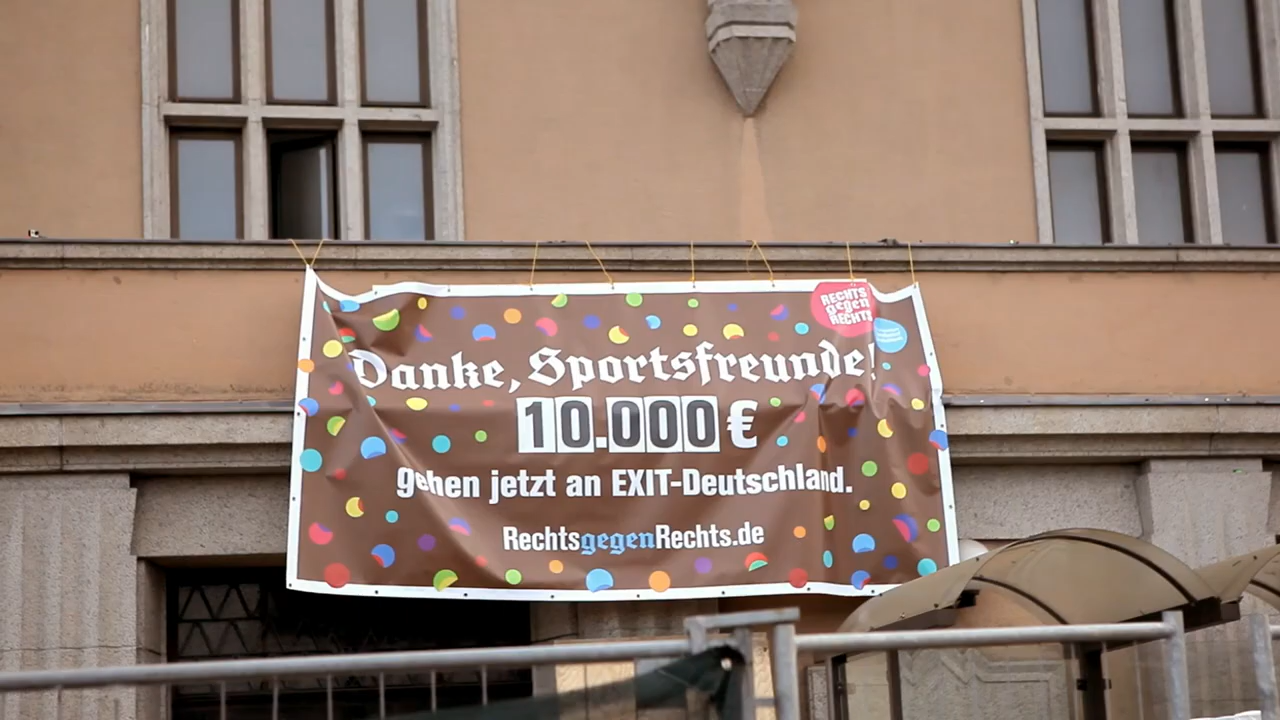 RECHTS
gegen
RECHTS
Danke, Sportsfreunde!
10.000 €
gehen jetzt an EXIT-Deutschland.
RechtsgegenRechts.de